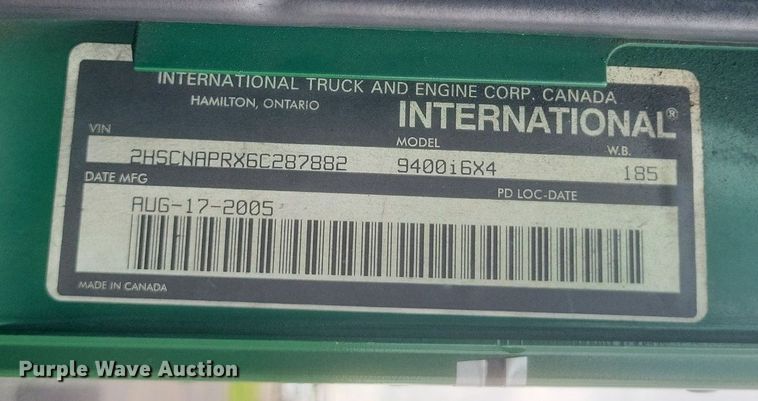 INTERNATIONAL TRUCK AND ENGINE CORP. CANADA
HAMILTON, ONTARIO
INTERNATIONAL®
VIN
MODEL
W.B.
2HSCNAPRX6C287882
9400i6X4
185
DATE MFG
PD LOC-DATE
AUG-17-2005
MADE IN CANADA
Purple Wave Auction